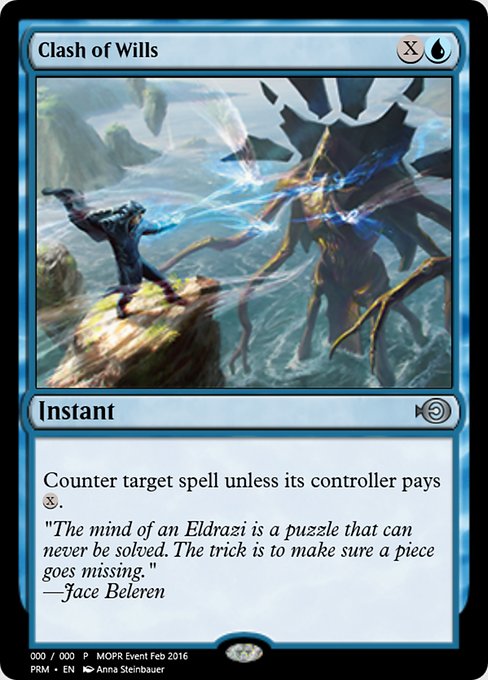 Clash of Wills X
Instant
Counter target spell unless its controller pays
X.
"The mind of an Eldrazi is a puzzle that can
never be solved. The trick is to make sure a piece
goes missing."
—Jace Beleren
000 / 000 P MOPR Event Feb 2016
PRM • EN Anna Steinbauer